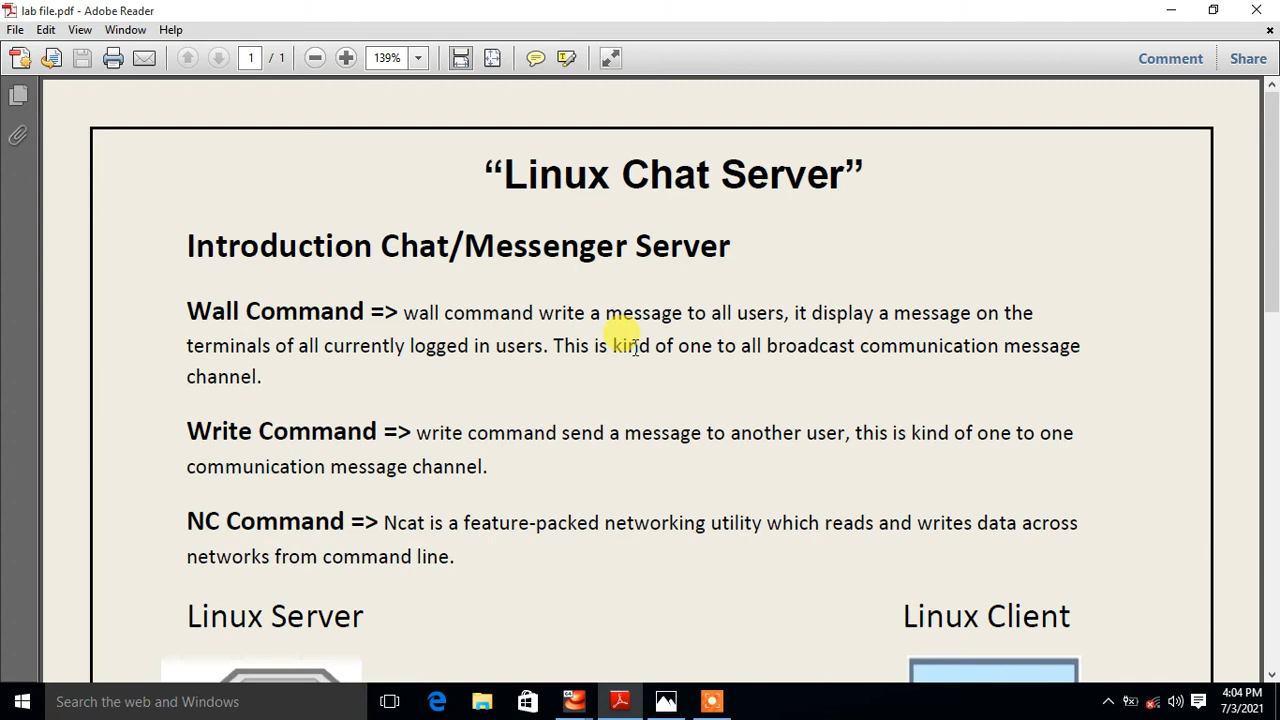 lab file.pdf - Adobe Reader
File Edit View Window Help
1 / 1 139% Comment Share
“Linux Chat Server”
Introduction Chat/Messenger Server
Wall Command => wall command write a message to all users, it display a message on the
terminals of all currently logged in users. This is kind of one to all broadcast communication message
channel.
Write Command => write command send a message to another user, this is kind of one to one
communication message channel.
NC Command => Ncat is a feature-packed networking utility which reads and writes data across
networks from command line.
Linux Server Linux Client
Search the web and Windows
4:04 PM
7/3/2021